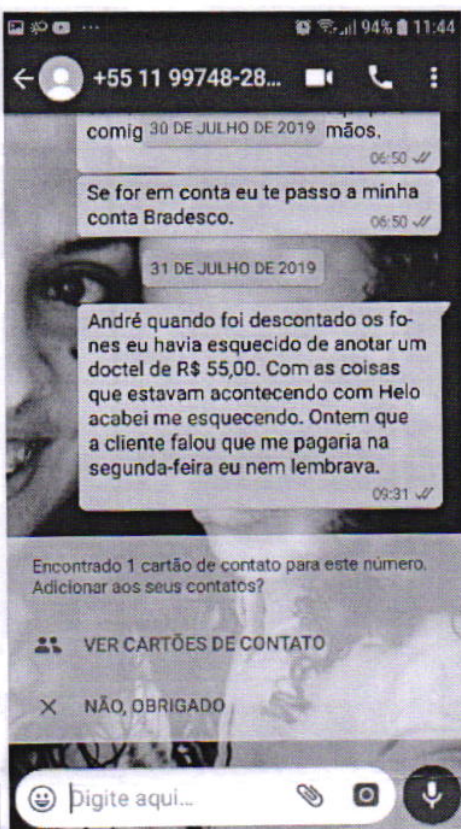 94% 11:44
+55 11 99748-28...
comig 30 DE JULHO DE 2019 mãos.
06:50
Se for em conta eu te passo a minha
conta Bradesco.
06:50
31 DE JULHO DE 2019
André quando foi descontado os fo-
nes eu havia esquecido de anotar um
doctel de R$ 55,00. Com as coisas
que estavam acontecendo com Helo
acabei me esquecendo. Ontem que
a cliente falou que me pagaria na
segunda-feira eu nem lembrava.
09:31
Encontrado 1 cartão de contato para este número.
Adicionar aos seus contatos?
VER CARTÕES DE CONTATO
NÃO, OBRIGADO
Digite aqui...